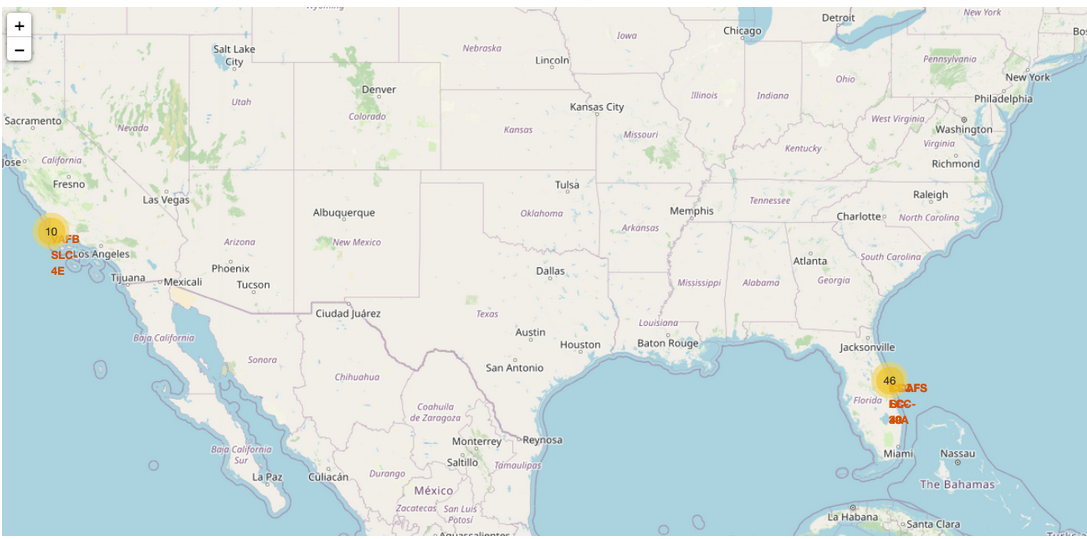 Wyoming
New York
Detroit
Chicago
+
−
Iowa
Salt Lake
City
Nebraska
Lincoln
Pennsylvania
Ohio
New York
Denver
Utah
Illinois
Indiana
Philadelphia
Kansas City
Colorado
West Virginia
Sacramento
Nevada
Kansas
Missouri
Washington
Virginia
Kentucky
Jose
California
Richmond
Fresno
Tulsa
Las Vegas
Raleigh
Tennessee
Albuquerque
Oklahoma
Memphis
Charlotte
North Carolina
Arkansas
10
VAFB
SLC-
4E
Arizona
New Mexico
Los Angeles
South Carolina
Atlanta
Phoenix
Dallas
Tijuana
Mexicali
Tucson
Mississippi
Alabama
Georgia
Ciudad Juárez
Texas
Louisiana
Austin
Baja California
Houston
Baton Rouge
Jacksonville
Sonora
San Antonio
Chihuahua
46
Florida
Coahuila
de Zaragoza
Monterrey
Reynosa
Baja California
Sur
Miami
Nassau
Saltillo
Tamaulipas
La Paz
Culiacán
Durango
México
The Bahamas
Zacatecas
San Luis
Potosí
La Habana
Santa Clara
Aguascalientes